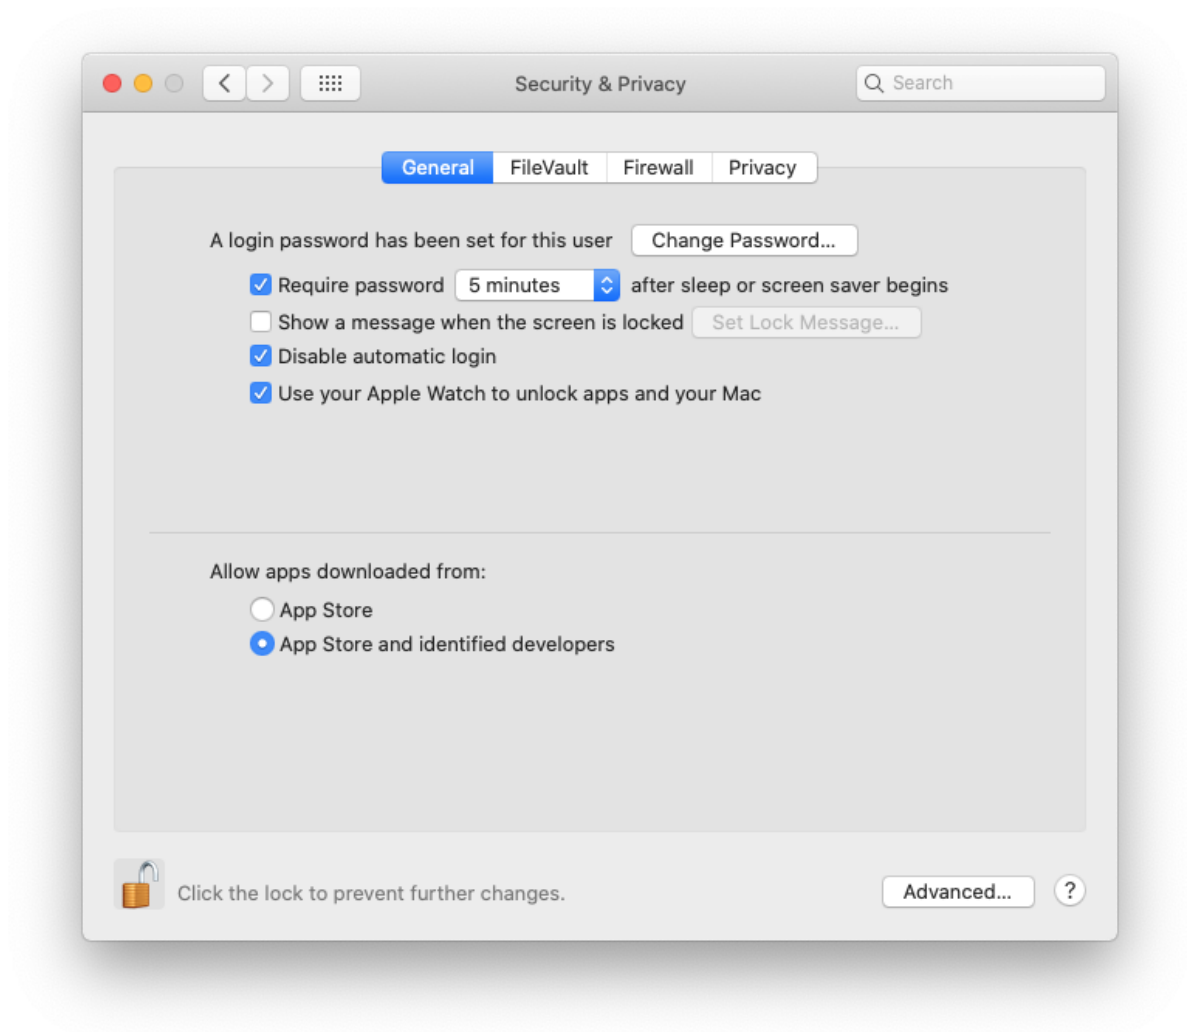 Security & Privacy
Search
General FileVault Firewall Privacy
A login password has been set for this user Change Password...
Require password 5 minutes after sleep or screen saver begins
Show a message when the screen is locked Set Lock Message...
Disable automatic login
Use your Apple Watch to unlock apps and your Mac
Allow apps downloaded from:
App Store
App Store and identified developers
Click the lock to prevent further changes.
Advanced... ?